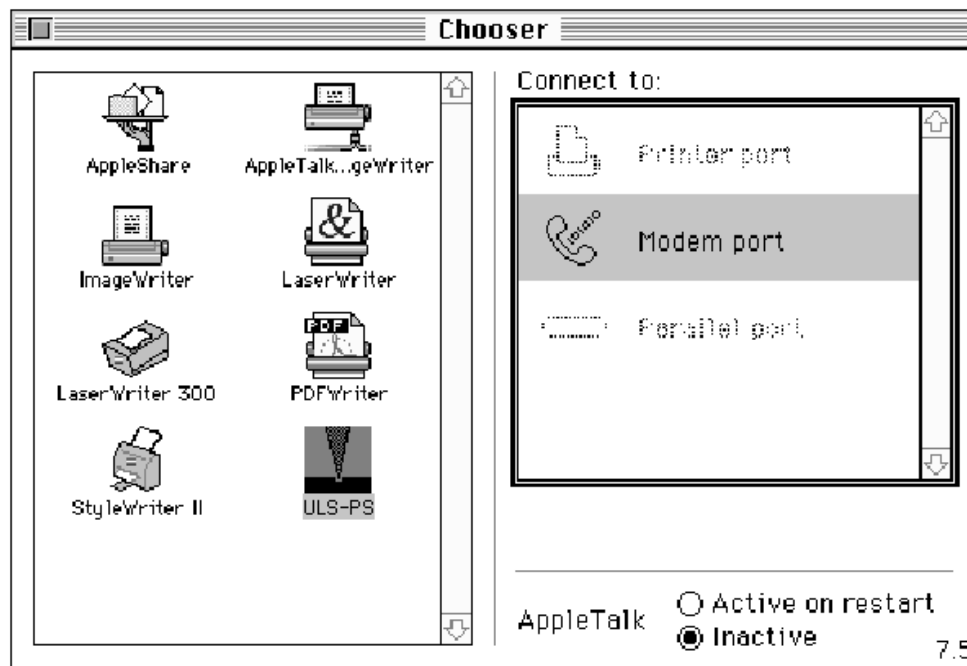 Chooser
AppleShare
AppleTalk...geWriter
ImageWriter
LaserWriter
PDF
LaserWriter 300
PDFWriter
StyleWriter II
ULS-PS
Connect to:
Printer port
Modem port
Parallel port
AppleTalk
Active on restart
Inactive
7.5